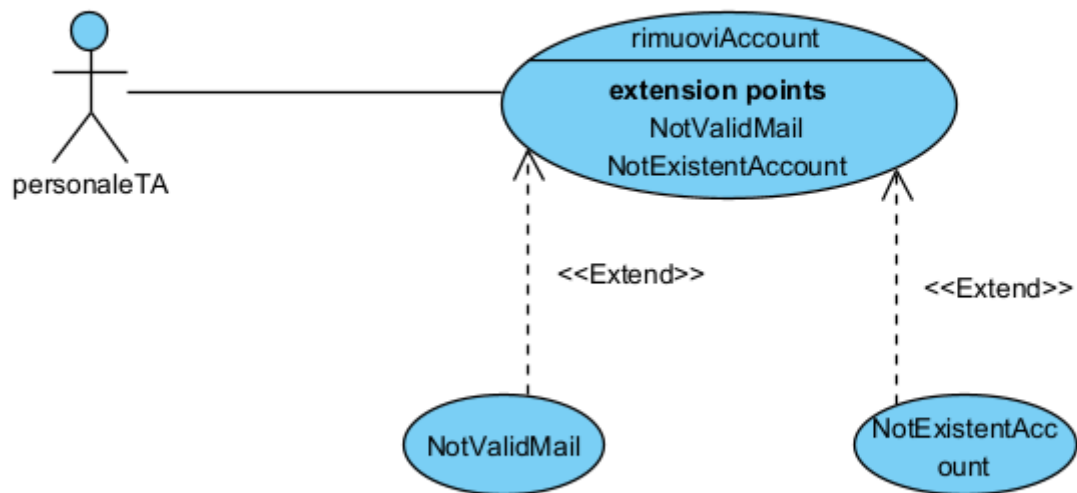 rimuoviAccount
extension points
NotValidMail
NotExistentAccount
personaleTA
<<Extend>>
<<Extend>>
NotValidMail
NotExistentAcc
ount